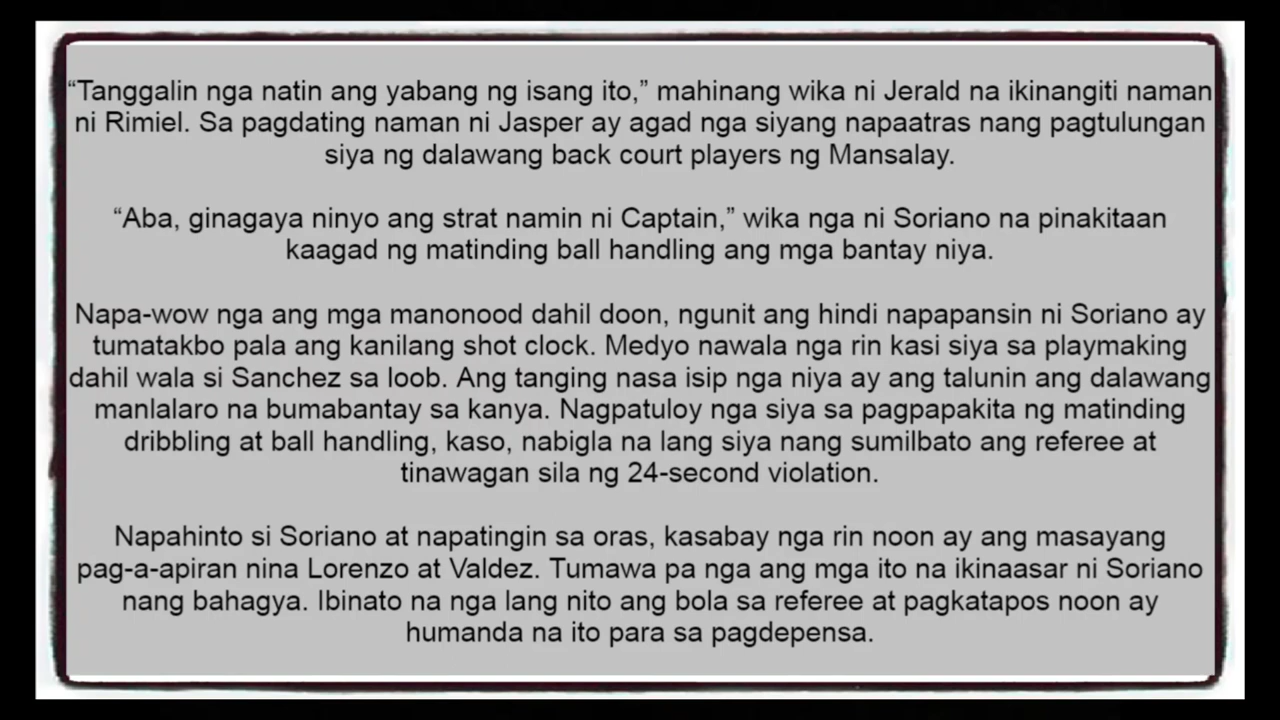 “Tanggalin nga natin ang yabang ng isang ito,” mahinang wika ni Jerald na ikinangiti naman
ni Rimiel. Sa pagdating naman ni Jasper ay agad nga siyang napaatras nang pagtulungan
siya ng dalawang back court players ng Mansalay.
“Aba, ginagaya ninyo ang strat namin ni Captain,” wika nga ni Soriano na pinakitaan
kaagad ng matinding ball handling ang mga bantay niya.
Napa-wow nga ang mga manonood dahil doon, ngunit ang hindi napapansin ni Soriano ay
tumatakbo pala ang kanilang shot clock. Medyo nawala nga rin kasi siya sa playmaking
dahil wala si Sanchez sa loob. Ang tanging nasa isip nga niya ay ang talunin ang dalawang
manlalaro na bumabantay sa kanya. Nagpatuloy nga siya sa pagpapakita ng matinding
dribbling at ball handling, kaso, nabigla na lang siya nang sumilbato ang referee at
tinawagan sila ng 24-second violation.
Napahinto si Soriano at napatingin sa oras, kasabay nga rin noon ay ang masayang
pag-a-apiran nina Lorenzo at Valdez. Tumawa pa nga ang mga ito na ikinaasar ni Soriano
nang bahagya. Ibinato na nga lang nito ang bola sa referee at pagkatapos noon ay
humanda na ito para sa pagdepensa.